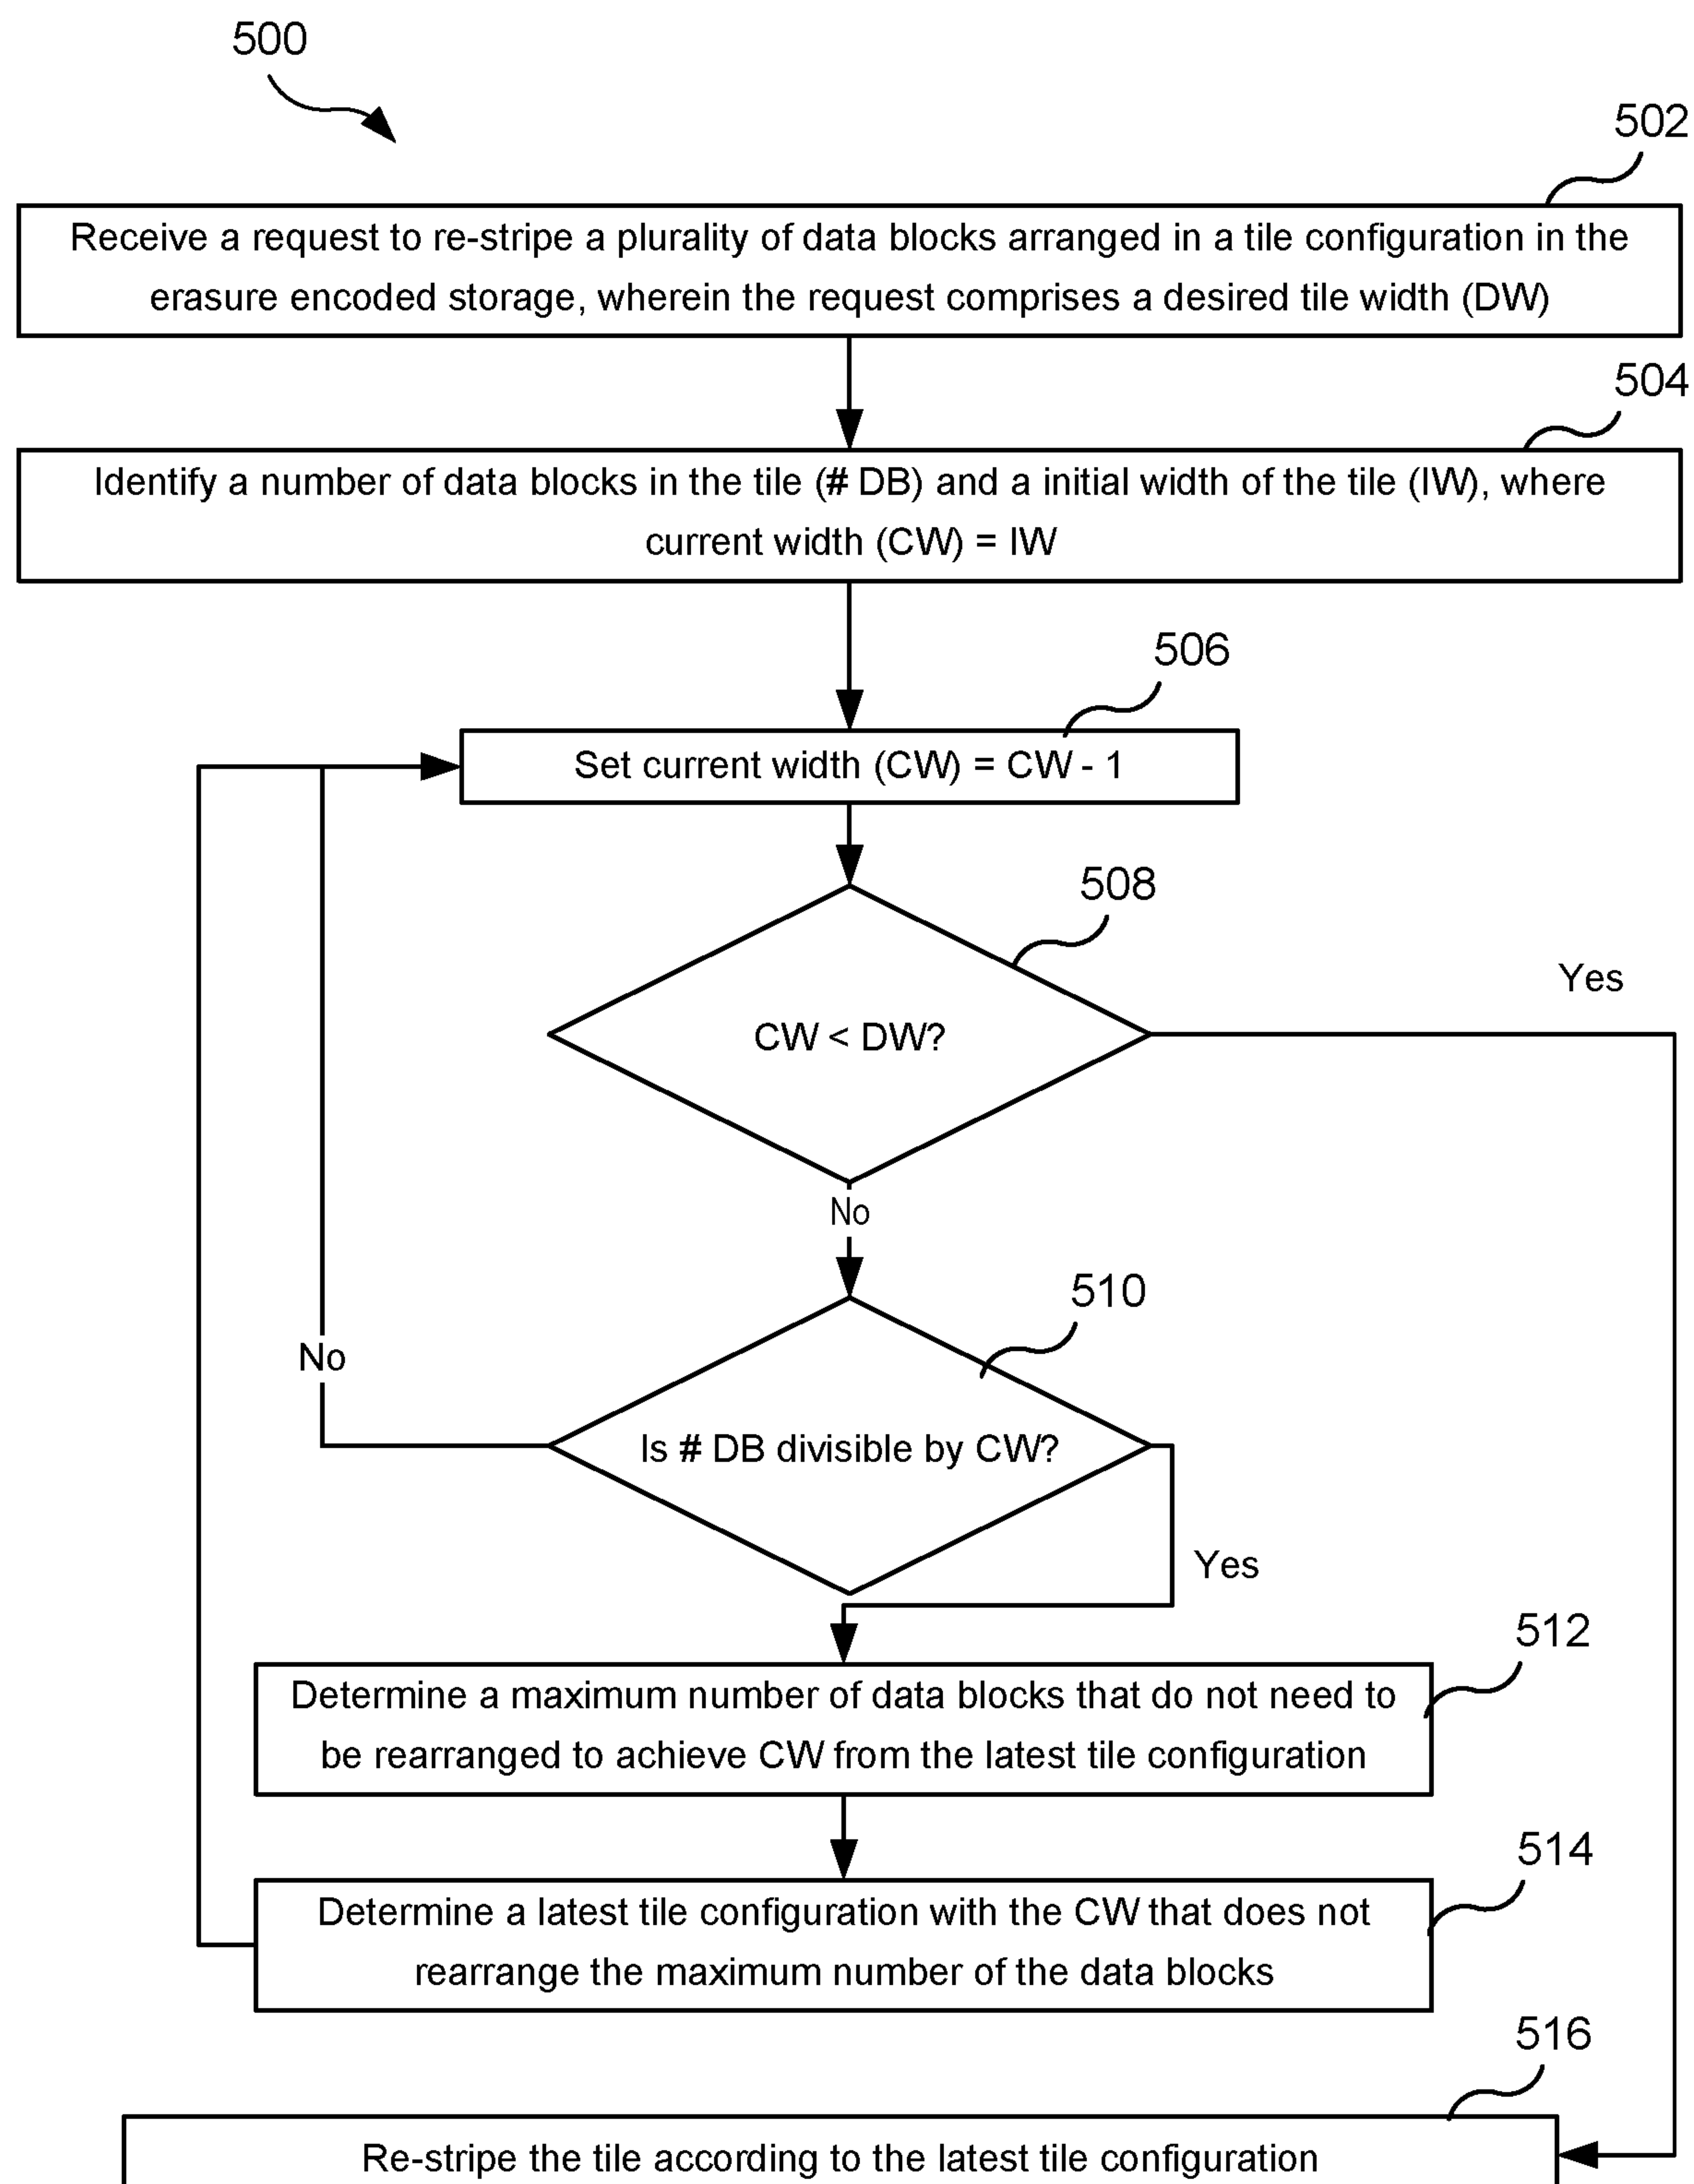 500
502
Receive a request to re-stripe a plurality of data blocks arranged in a tile configuration in the
erasure encoded storage, wherein the request comprises a desired tile width (DW)
504
Identify a number of data blocks in the tile (# DB) and a initial width of the tile (IW), where
current width (CW) = IW
506
Set current width (CW) = CW - 1
508
Yes
CW < DW?
No
510
No
Is # DB divisible by CW?
Yes
512
Determine a maximum number of data blocks that do not need to
be rearranged to achieve CW from the latest tile configuration
514
Determine a latest tile configuration with the CW that does not
rearrange the maximum number of the data blocks
516
Re-stripe the tile according to the latest tile configuration